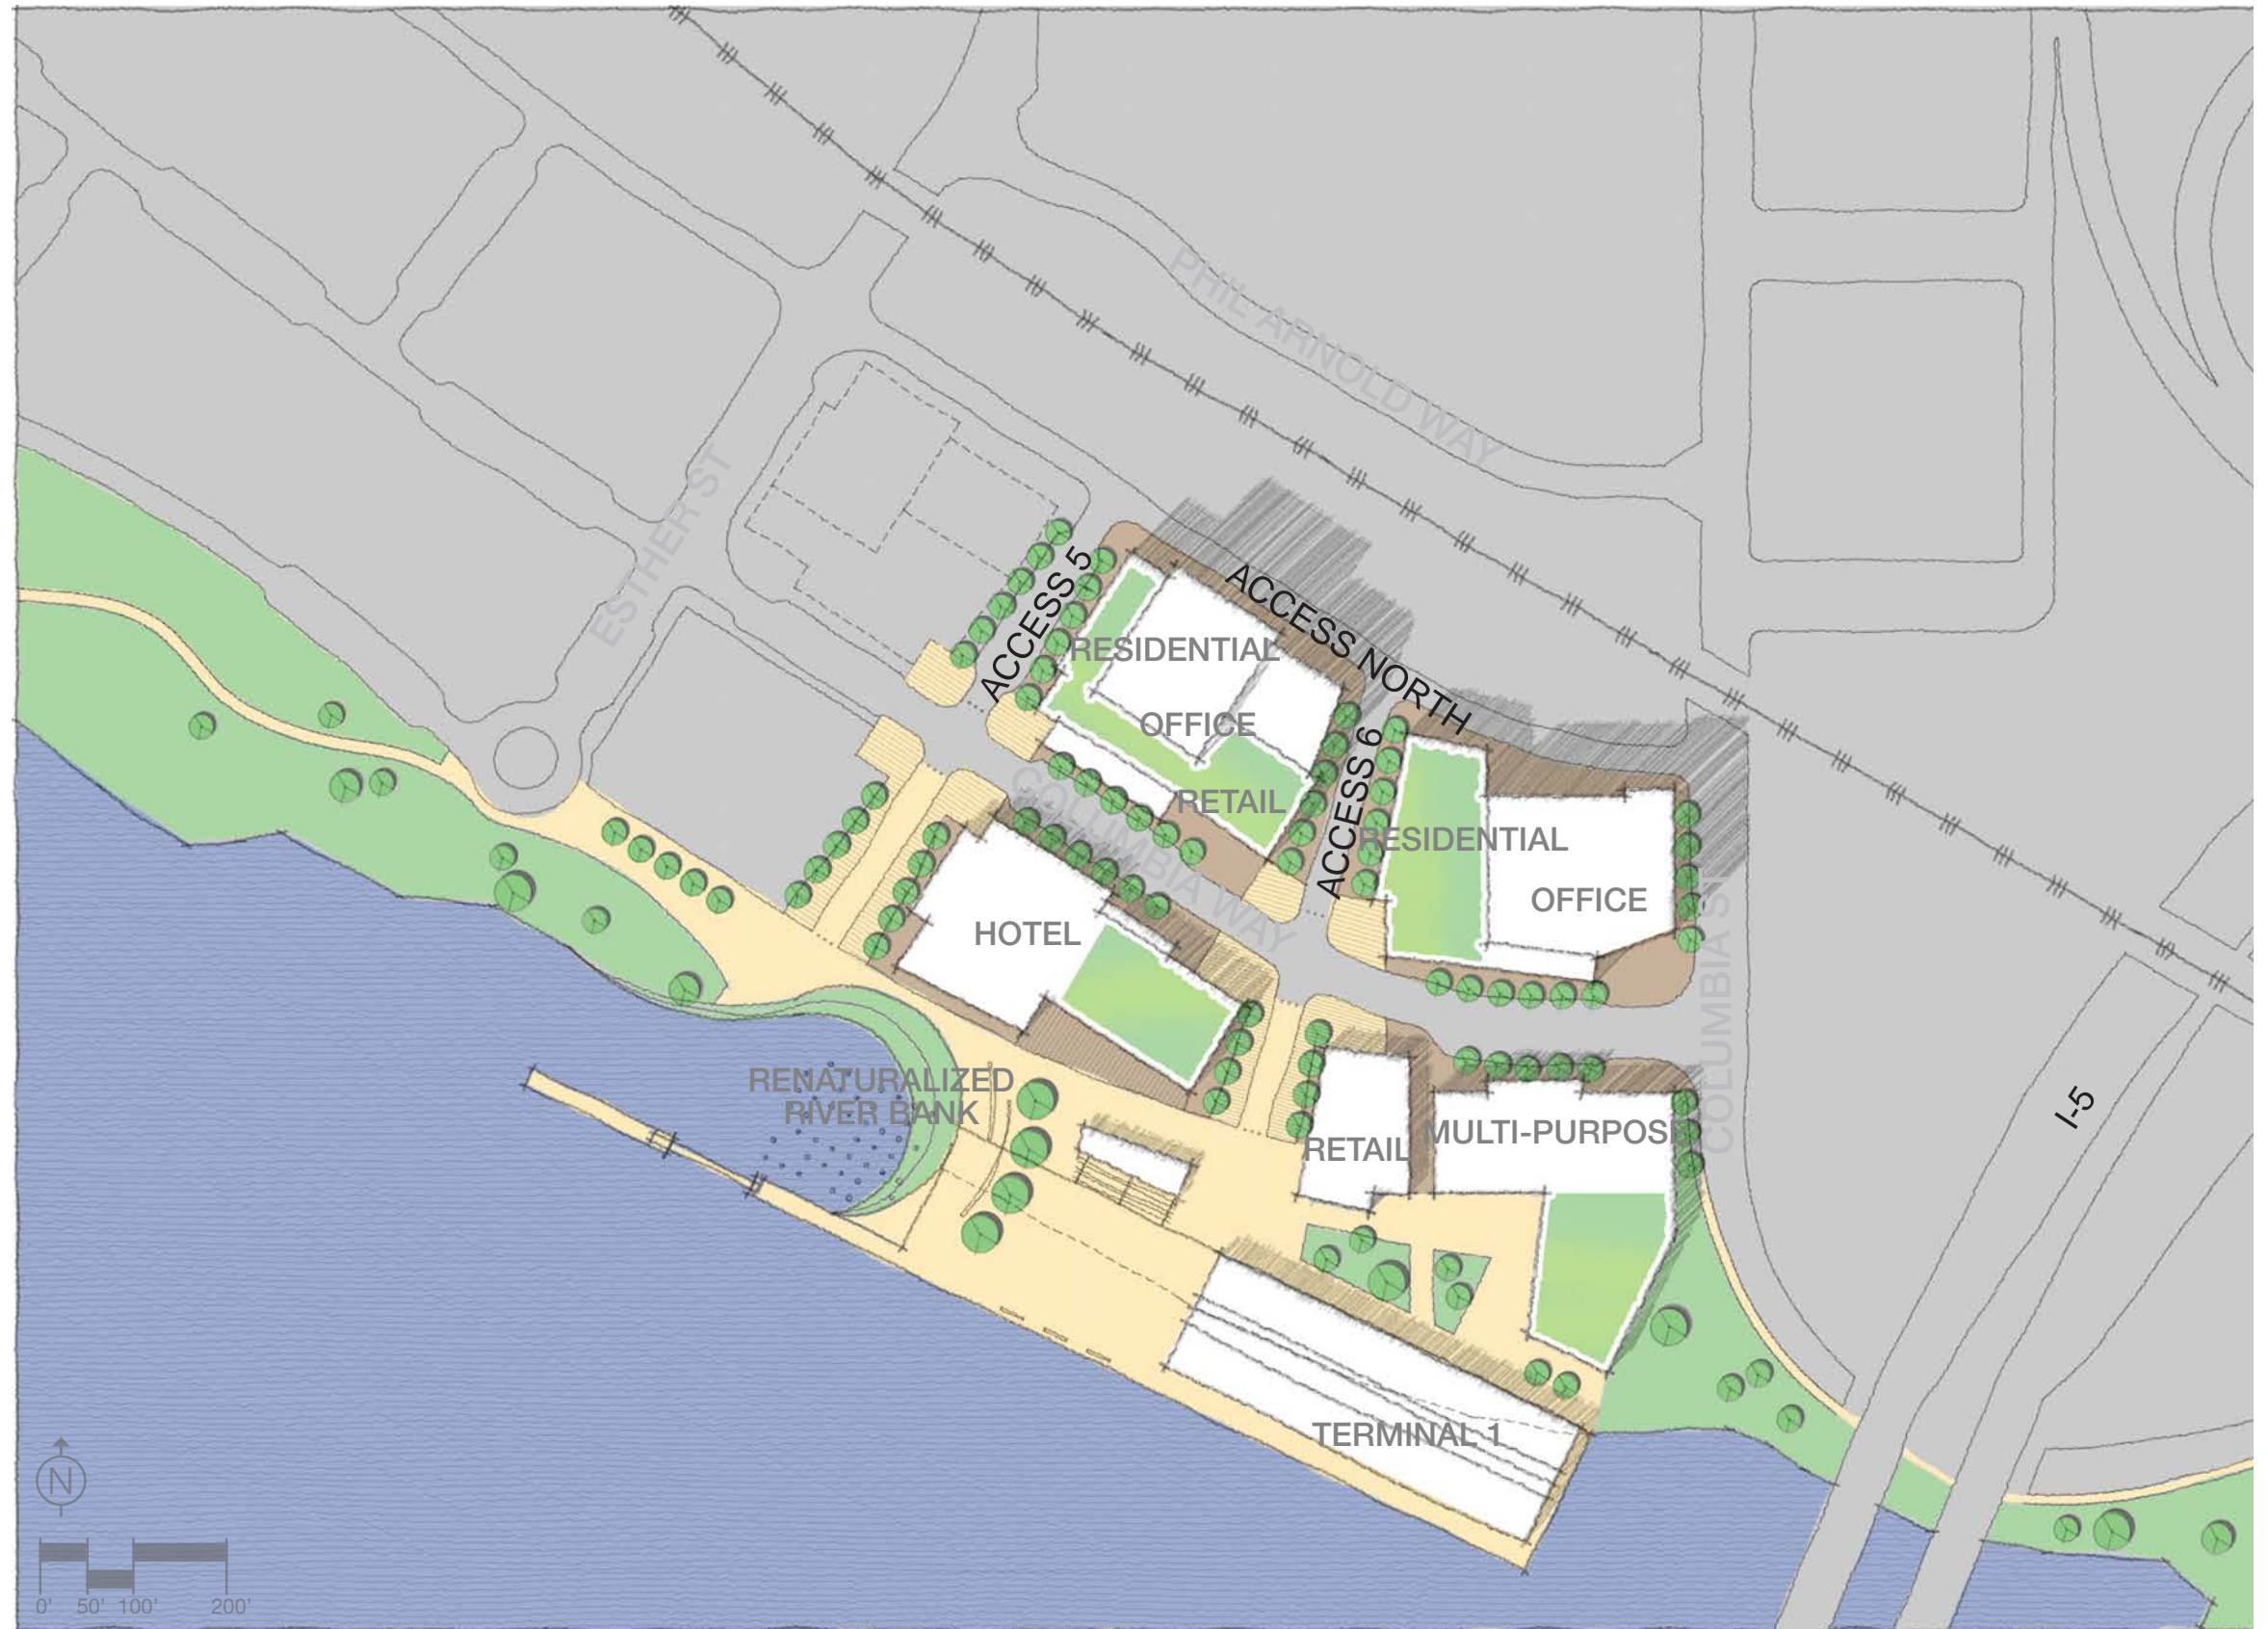 PHIL ARNOLD WAY
ESTHER ST
ACCESS 5
ACCESS NORTH
RESIDENTIAL
OFFICE
RETAIL
ACCESS 6
RESIDENTIAL
OFFICE
COLUMBIA WAY
HOTEL
COLUMBIA ST
RENATURALIZED
RIVER BANK
RETAIL
MULTI-PURPOSE
I-5
TERMINAL 1
N
0' 50' 100' 200'